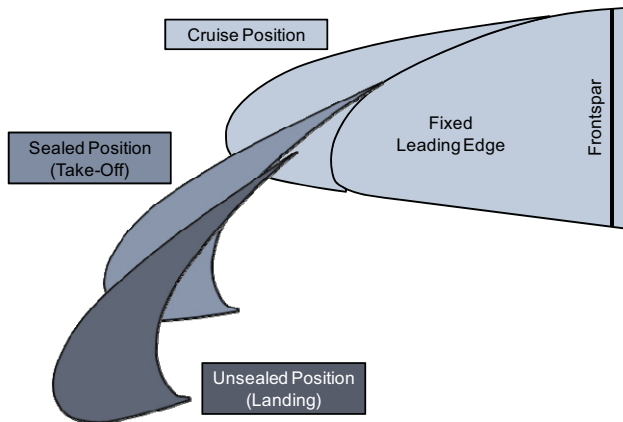 Cruise Position
Sealed Position
(Take-Off)
Fixed
Leading Edge
Frontspar
Unsealed Position
(Landing)